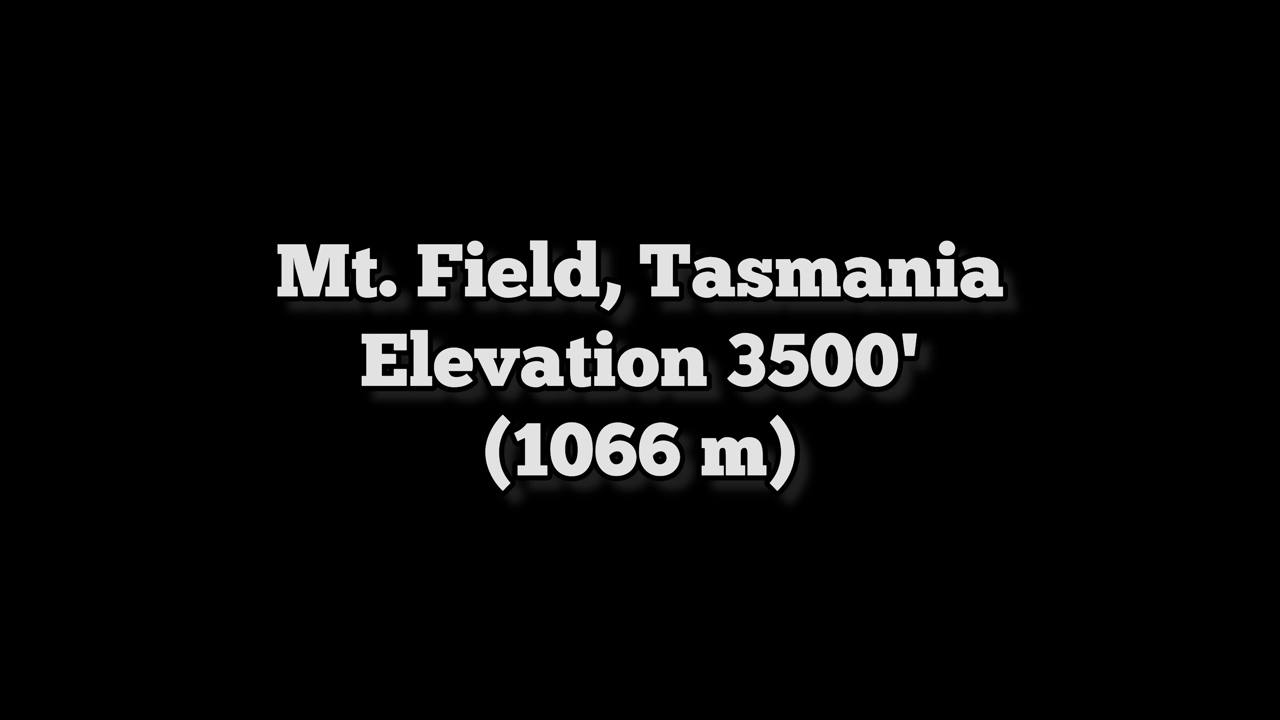 Mt. Field, Tasmania
Elevation 3500'
(1066 m)